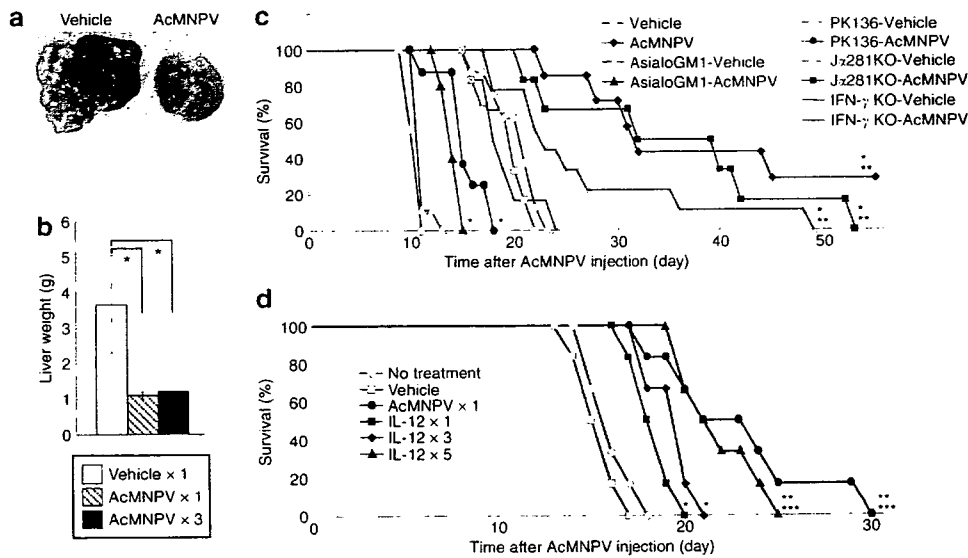 a
Vehicle
AcMNPV
b
Liver weight (g)
6
5
4
3
2
1
0
*
*
Vehicle × 1
AcMNPV × 1
AcMNPV × 3
c
Vehicle
AcMNPV
AsialoGM1-Vehicle
AsialoGM1-AcMNPV
PK136-Vehicle
PK136-AcMNPV
Jα281KO-Vehicle
Jα281KO-AcMNPV
IFN-γ KO-Vehicle
IFN-γ KO-AcMNPV
Survival (%)
100
80
60
40
20
0
0
10
20
30
40
50
Time after AcMNPV injection (day)
d
No treatment
Vehicle
AcMNPV × 1
IL-12 × 1
IL-12 × 3
IL-12 × 5
Survival (%)
100
80
60
40
20
0
0
10
20
30
Time after AcMNPV injection (day)